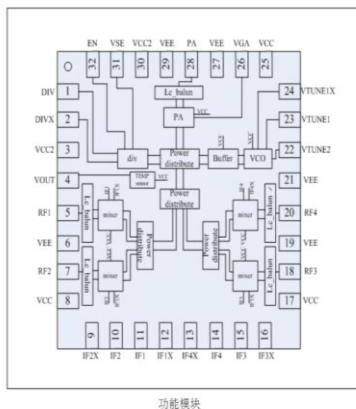 EN VSE VCC2 VEE PA VEE VGA VCC
32 31 30 29 28 27 26 25
Lc_balun
DIV 1
DIVX 2
VCC2 3
VOUT 4
RF1 5
VEE 6
RF2 7
VCC 8
PA
VCC
div
Power distribute
Buffer
VCC
VCO
VCC
TEMP sensor
VCC
Power distribute
Lc_balun
mixer
Lc_balun
mixer
Power distribute
Power distribute
mixer
Lc_balun
mixer
Lc_balun
24 VTUNE1X
23 VTUNE1
22 VTUNE2
21 VEE
20 RF4
19 VEE
18 RF3
17 VCC
9 10 11 12 13 14 15 16
IF2X IF2 IF1 IF1X IF4X IF4 IF3 IF3X
功能模块